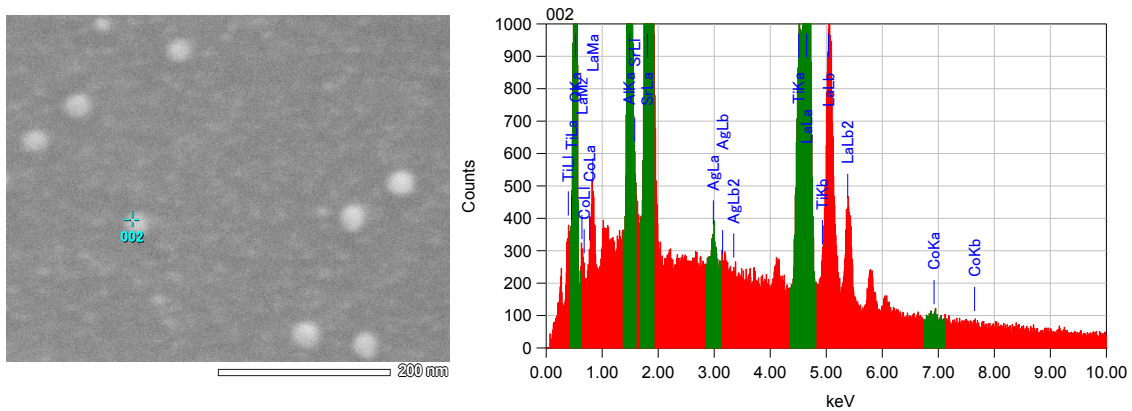 002
200 nm
002
Counts
1000
900
800
700
600
500
400
300
200
100
0
TiLl
TiLa
OKa
LaMz
CoLl
CoLa
LaMa
AlKa
SrLl
SrLa
AgLa
AgLb
AgLb2
TiKa
LaLa
TiKb
LaLb
LaLb2
CoKa
CoKb
0.00 1.00 2.00 3.00 4.00 5.00 6.00 7.00 8.00 9.00 10.00
keV